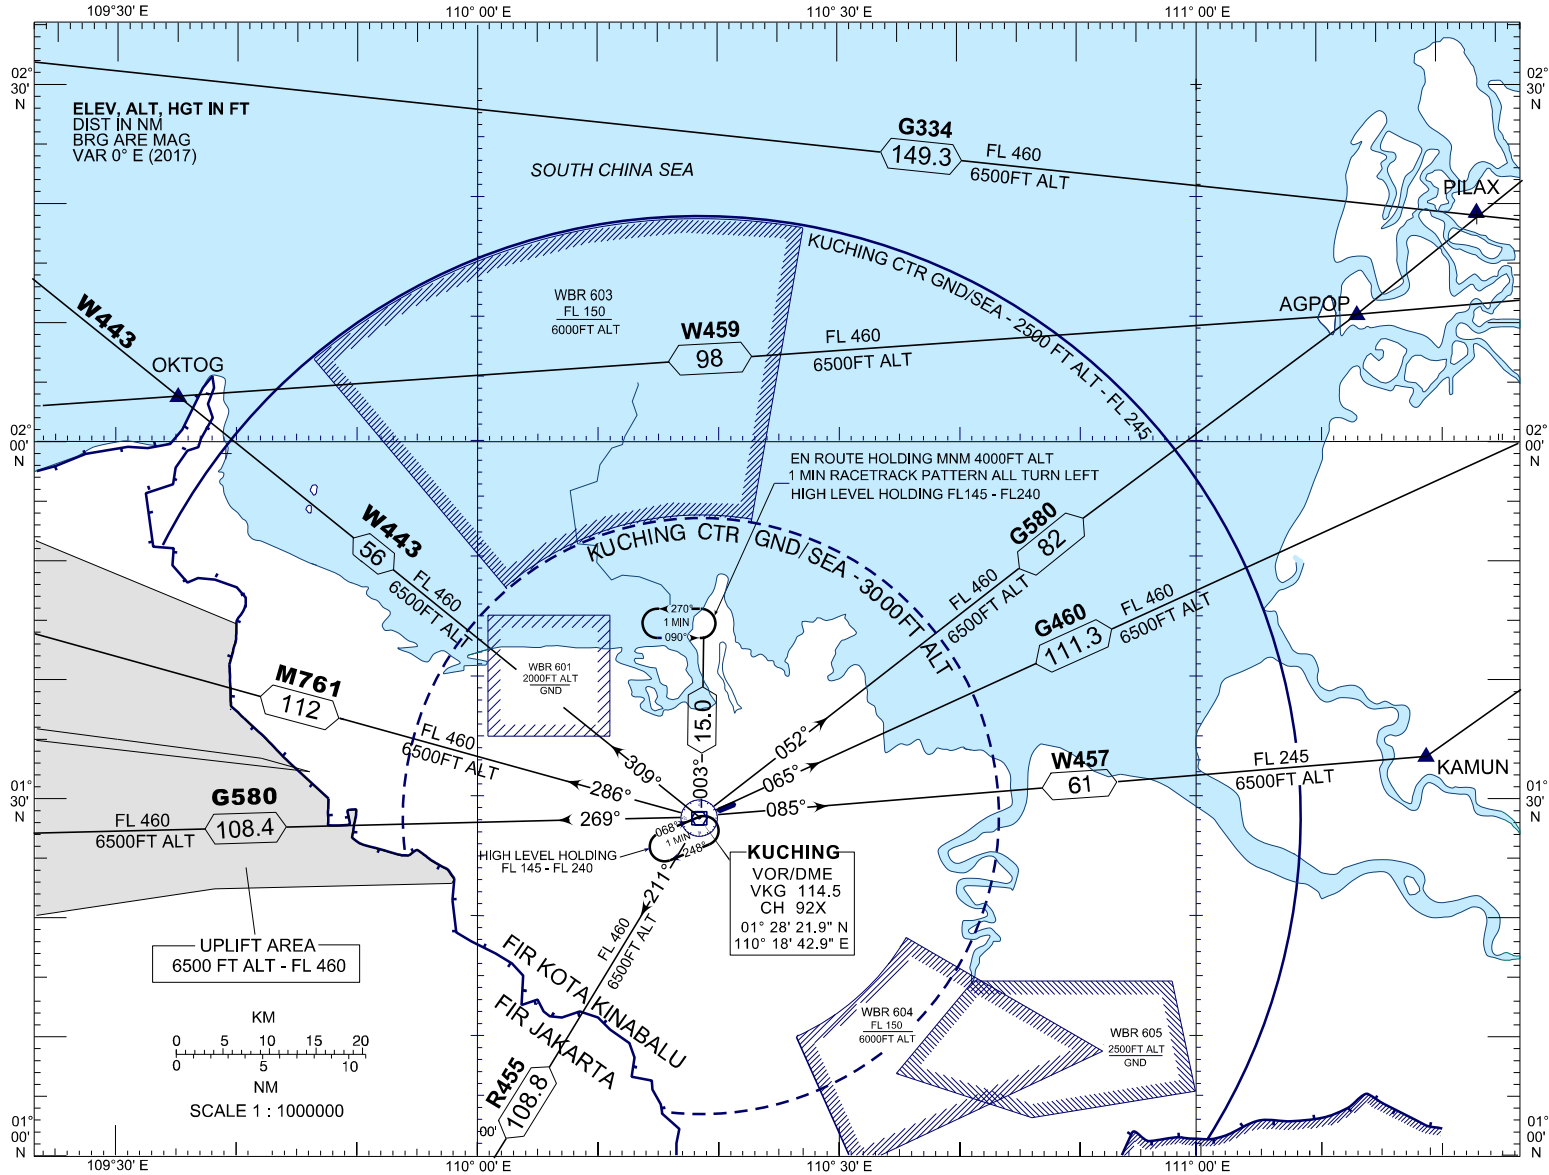 109°30' E
110° 00' E
110° 30' E
111° 00' E
02°
30'
N
02°
30'
N
ELEV, ALT, HGT IN FT
DIST IN NM
BRG ARE MAG
VAR 0° E (2017)
SOUTH CHINA SEA
G334
149.3
FL 460
6500FT ALT
PILAX
KUCHING CTR GND/SEA - 2500 FT ALT - FL 245
WBR 603
FL 150
6000FT ALT
W443
OKTOG
W459
98
FL 460
6500FT ALT
AGPOP
02°
00'
N
02°
00'
N
EN ROUTE HOLDING MNM 4000FT ALT
1 MIN RACETRACK PATTERN ALL TURN LEFT
HIGH LEVEL HOLDING FL145 - FL240
W443
56
FL 460
6500FT ALT
KUCHING CTR GND/SEA - 3000FT ALT
G580
82
FL 460
6500FT ALT
G460
111.3
FL 460
6500FT ALT
270°
1 MIN
090°
WBR 601
2000FT ALT
GND
M761
112
FL 460
6500FT ALT
15.0
003°
309°
286°
269°
052°
065°
085°
W457
61
FL 245
6500FT ALT
KAMUN
01°
30'
N
01°
30'
N
G580
108.4
FL 460
6500FT ALT
068°
1 MIN
248°
HIGH LEVEL HOLDING
FL 145 - FL 240
211°
FL 460
6500FT ALT
KUCHING
VOR/DME
VKG 114.5
CH 92X
01° 28' 21.9" N
110° 18' 42.9" E
UPLIFT AREA
6500 FT ALT - FL 460
FIR KOTA KINABALU
FIR JAKARTA
WBR 604
FL 150
6000FT ALT
WBR 605
2500FT ALT
GND
KM
0 5 10 15 20
0 5 10
NM
SCALE 1 : 1000000
R455
108.8
00'
01°
00'
N
01°
00'
N
109°30' E
110° 00' E
110° 30' E
111° 00' E